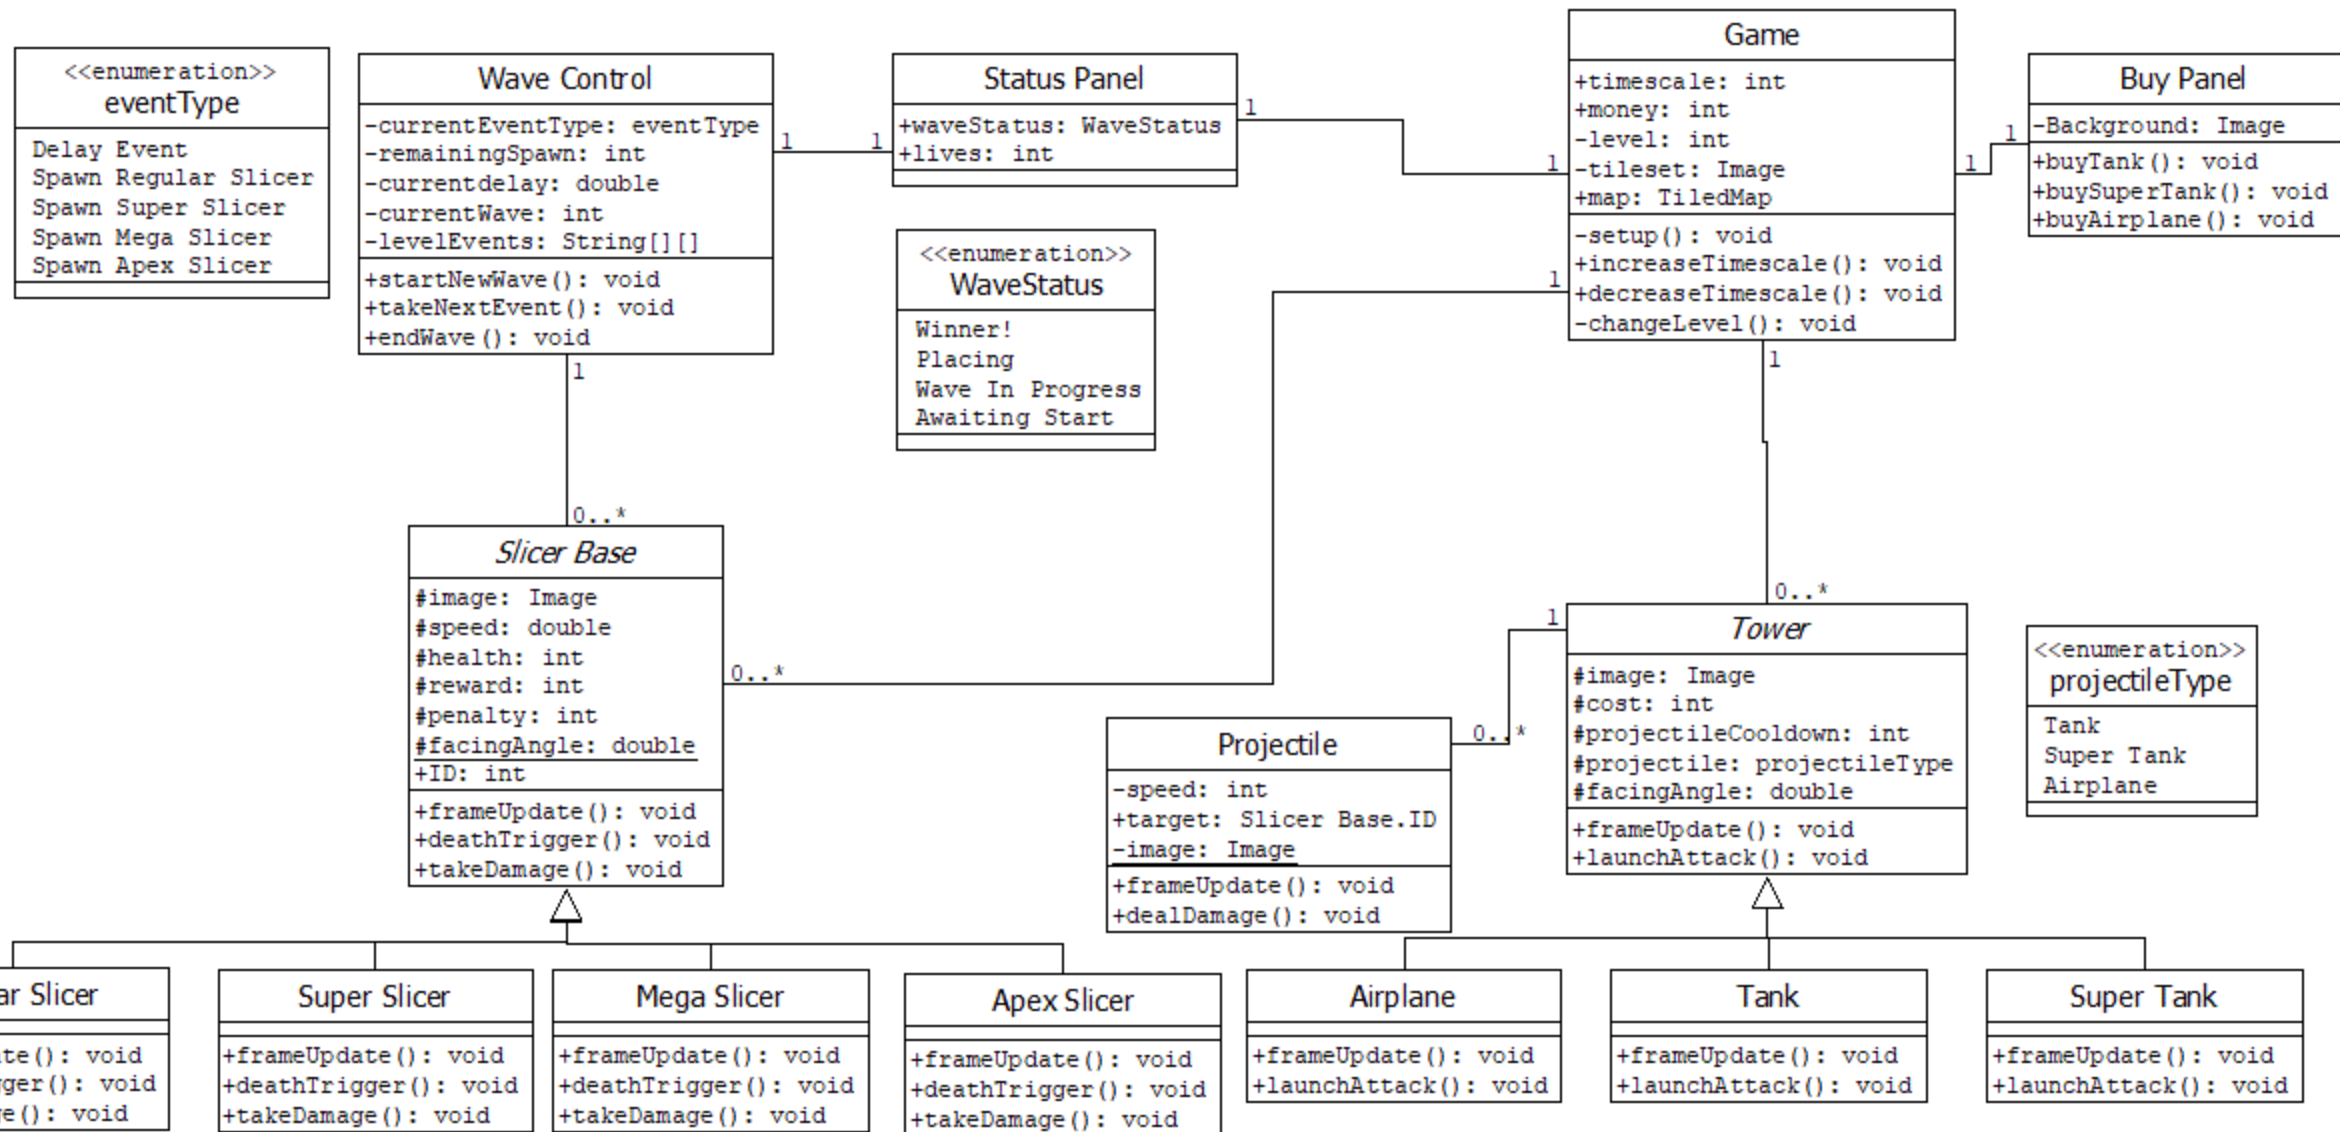 <<enumeration>>
eventType
Delay Event
Spawn Regular Slicer
Spawn Super Slicer
Spawn Mega Slicer
Spawn Apex Slicer
Wave Control
-currentEventType: eventType
-remainingSpawn: int
-currentdelay: double
-currentWave: int
-levelEvents: String[][]
+startNewWave(): void
+takeNextEvent(): void
+endWave(): void
1
1
1
Status Panel
+waveStatus: WaveStatus
+lives: int
1
1
<<enumeration>>
WaveStatus
Winner!
Placing
Wave In Progress
Awaiting Start
Game
+timescale: int
+money: int
-level: int
-tileset: Image
+map: TiledMap
-setup(): void
+increaseTimescale(): void
+decreaseTimescale(): void
-changeLevel(): void
1
1
1
1
Buy Panel
-Background: Image
+buyTank(): void
+buySuperTank(): void
+buyAirplane(): void
0..*
Slicer Base
#image: Image
#speed: double
#health: int
#reward: int
#penalty: int
#facingAngle: double
+ID: int
+frameUpdate(): void
+deathTrigger(): void
+takeDamage(): void
0..*
Projectile
-speed: int
+target: Slicer Base.ID
-image: Image
+frameUpdate(): void
+dealDamage(): void
0..*
1
0..*
Tower
#image: Image
#cost: int
#projectileCooldown: int
#projectile: projectileType
#facingAngle: double
+frameUpdate(): void
+launchAttack(): void
<<enumeration>>
projectileType
Tank
Super Tank
Airplane
ar Slicer
te(): void
ger(): void
e(): void
Super Slicer
+frameUpdate(): void
+deathTrigger(): void
+takeDamage(): void
Mega Slicer
+frameUpdate(): void
+deathTrigger(): void
+takeDamage(): void
Apex Slicer
+frameUpdate(): void
+deathTrigger(): void
+takeDamage(): void
Airplane
+frameUpdate(): void
+launchAttack(): void
Tank
+frameUpdate(): void
+launchAttack(): void
Super Tank
+frameUpdate(): void
+launchAttack(): void